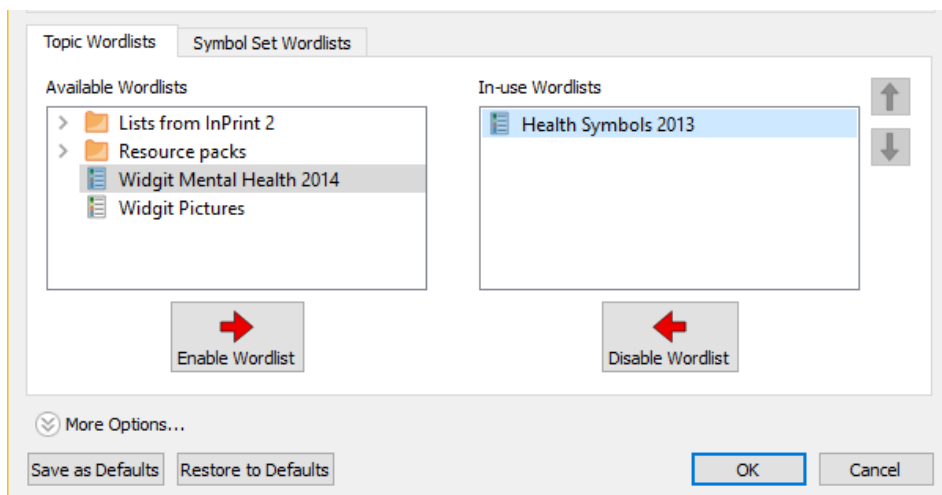 Topic Wordlists
Symbol Set Wordlists
Available Wordlists
Lists from InPrint 2
Resource packs
Widgit Mental Health 2014
Widgit Pictures
Enable Wordlist
In-use Wordlists
Health Symbols 2013
Disable Wordlist
More Options...
Save as Defaults
Restore to Defaults
OK
Cancel